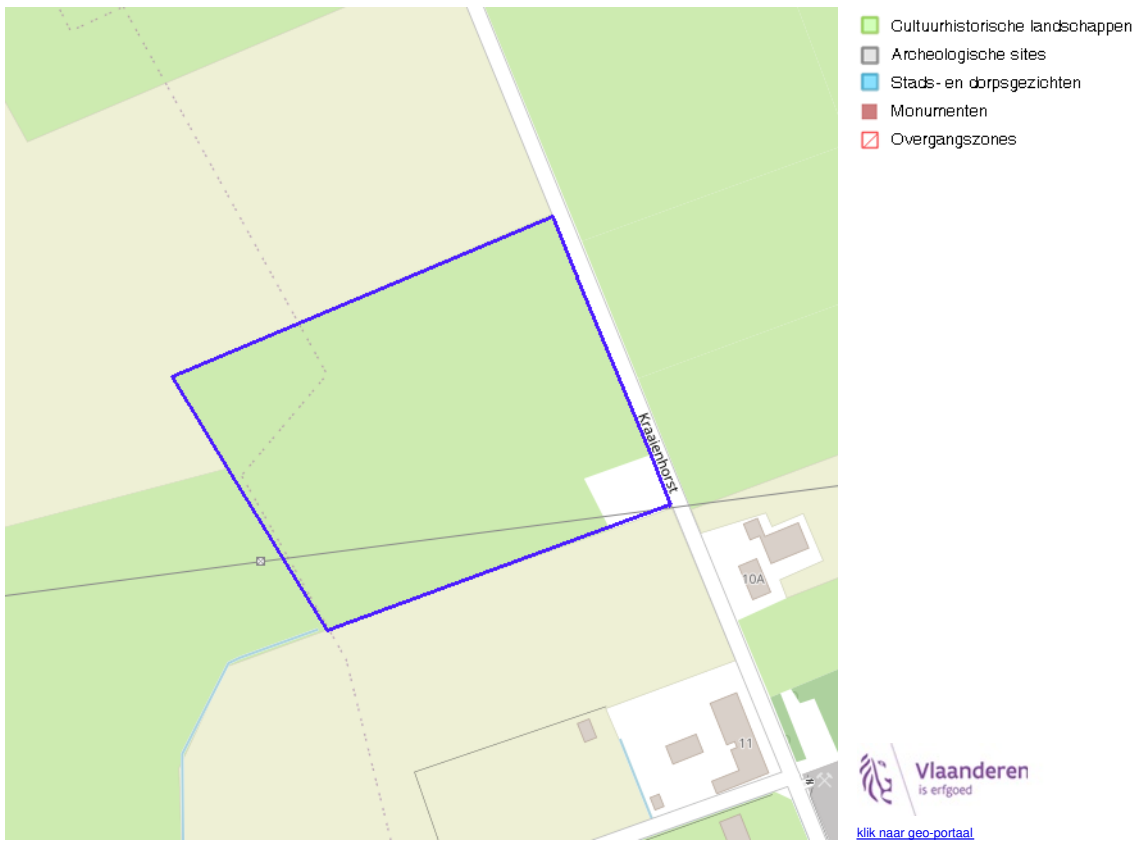 Cultuurhistorische landschappen
Archeologische sites
Stads- en dorpsgezichten
Monumenten
Overgangszones
Kraaienhorst
10A
11
Vlaanderen
is erfgoed
klik naar geo-portaal